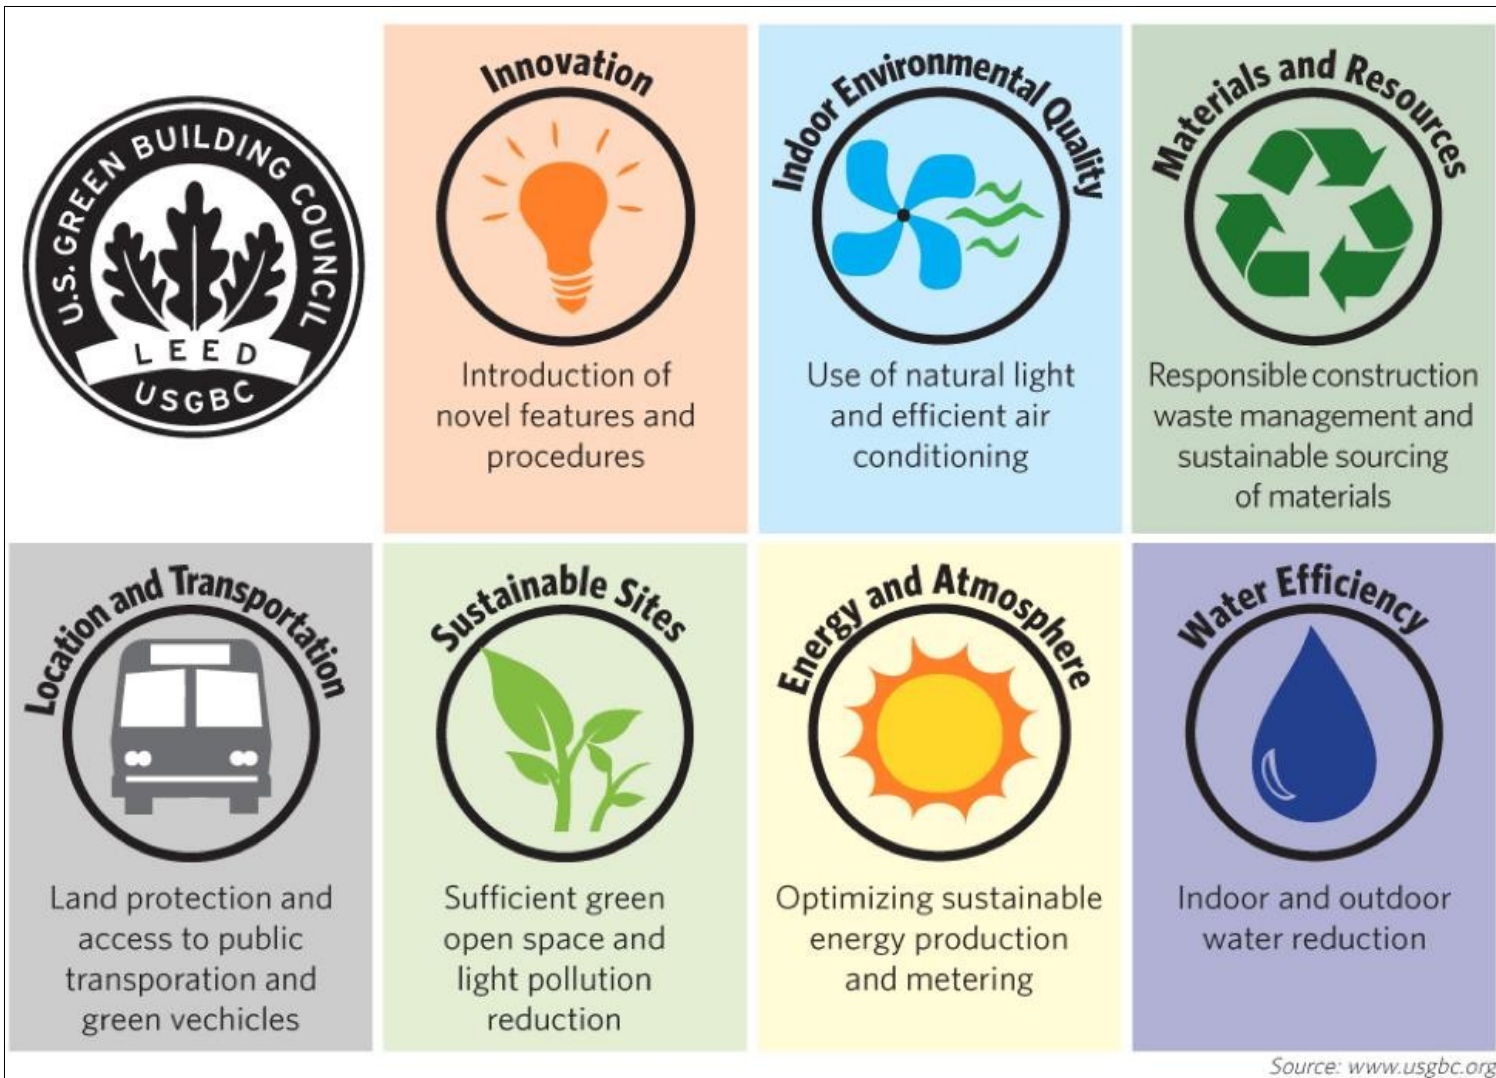 U.S. GREEN BUILDING COUNCIL
LEED
USGBC
Innovation
Introduction of
novel features and
procedures
Indoor Environmental Quality
Use of natural light
and efficient air
conditioning
Materials and Resources
Responsible construction
waste management and
sustainable sourcing
of materials
Location and Transportation
Land protection and
access to public
transporation and
green vechicles
Sustainable Sites
Sufficient green
open space and
light pollution
reduction
Energy and Atmosphere
Optimizing sustainable
energy production
and metering
Water Efficiency
Indoor and outdoor
water reduction
Source: www.usgbc.org